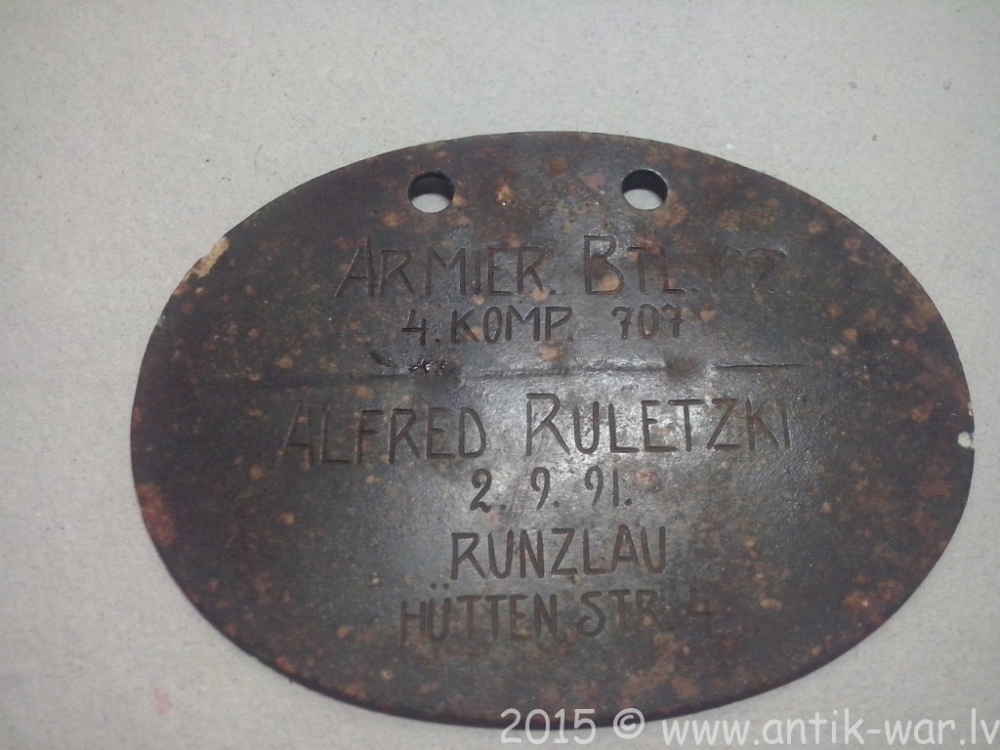 ARMIER. BTL.
4. KOMP. 707
ALFRED RULETZKI
2. 9. 91.
RUNZLAU
HÜTTEN STR. 4
2015 © www.antik-war.lv